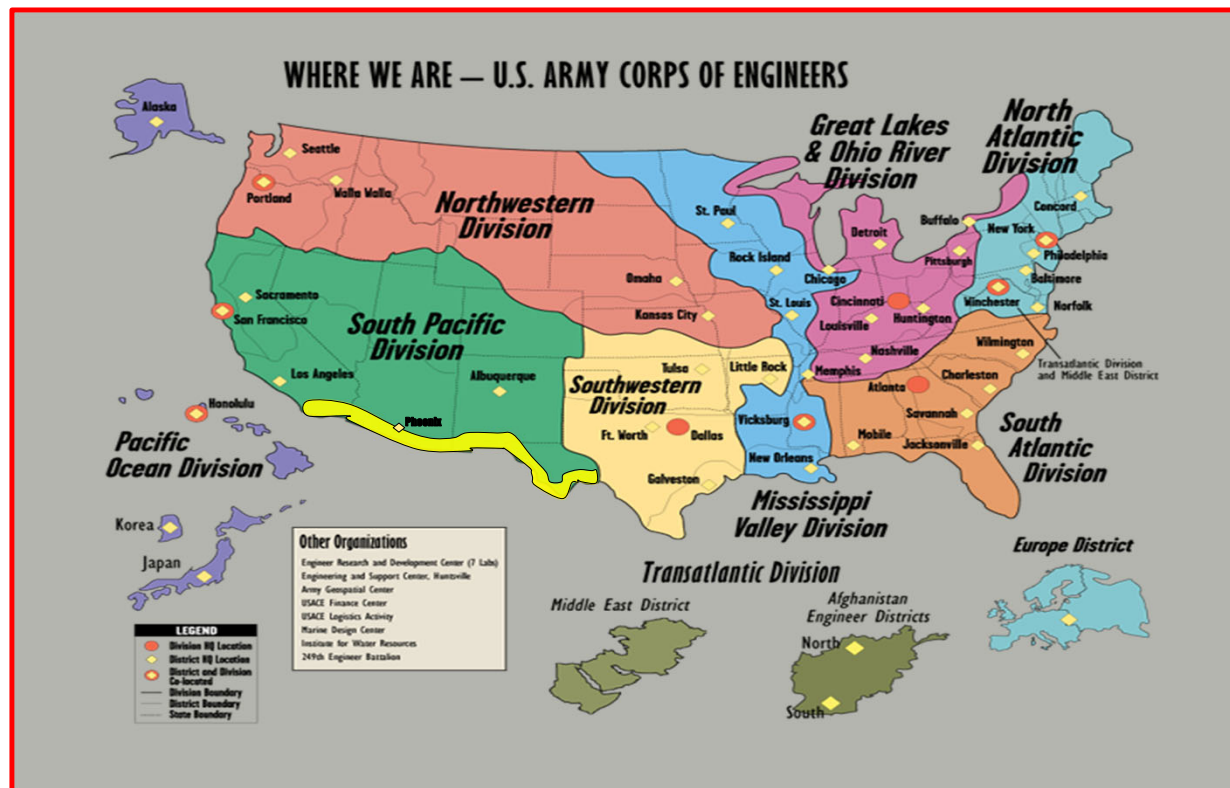 WHERE WE ARE — U.S. ARMY CORPS OF ENGINEERS
Alaska
Seattle
Portland
Walla Walla
Northwestern
Division
Omaha
Kansas City
Great Lakes
& Ohio River
Division
St. Paul
Rock Island
St. Louis
Chicago
Detroit
Buffalo
Pittsburgh
Cincinnati
Huntington
Louisville
Nashville
Memphis
North
Atlantic
Division
Concord
New York
Philadelphia
Baltimore
Winchester
Norfolk
Transatlantic Division
and Middle East District
Sacramento
San Francisco
South Pacific
Division
Los Angeles
Albuquerque
Phoenix
Tulsa
Little Rock
Southwestern
Division
Ft. Worth
Dallas
Galveston
Vicksburg
New Orleans
Mississippi
Valley Division
Wilmington
Atlanta
Charleston
Savannah
Mobile
Jacksonville
South
Atlantic
Division
Honolulu
Pacific
Ocean Division
Korea
Japan
Other Organizations
Engineer Research and Development Center (7 Labs)
Engineering and Support Center, Huntsville
Army Geospatial Center
USACE Finance Center
USACE Logistics Activity
Marine Design Center
Institute for Water Resources
249th Engineer Battalion
Transatlantic Division
Middle East District
Afghanistan
Engineer Districts
North
South
Europe District
LEGEND
Division HQ Location
District HQ Location
District and Division
Co-located
Division Boundary
District Boundary
State Boundary